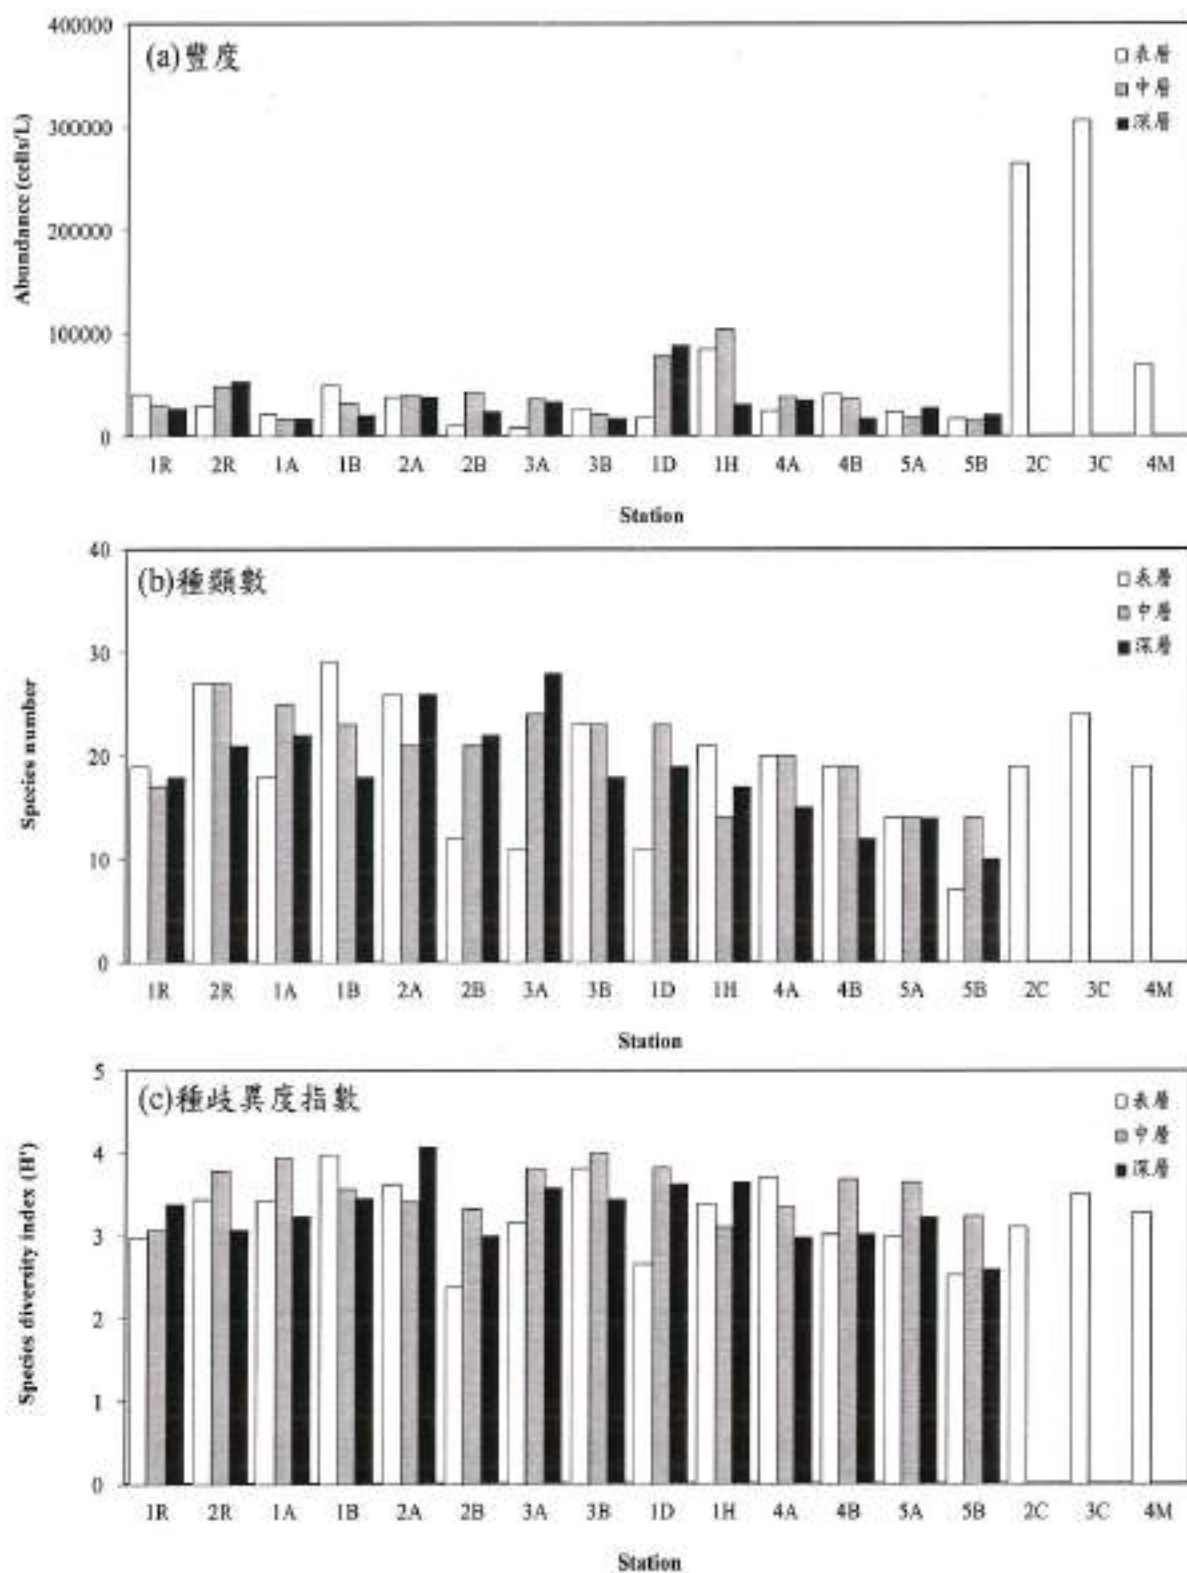 (a)豐度
表層
中層
深層
Abundance (cells/L)
400000
300000
200000
100000
0
1R 2R 1A 1B 2A 2B 3A 3B 1D 1H 4A 4B 5A 5B 2C 3C 4M
Station
(b)種類數
表層
中層
深層
Species number
40
30
20
10
0
1R 2R 1A 1B 2A 2B 3A 3B 1D 1H 4A 4B 5A 5B 2C 3C 4M
Station
(c)種歧異度指數
表層
中層
深層
Species diversity index (H')
5
4
3
2
1
0
1R 2R 1A 1B 2A 2B 3A 3B 1D 1H 4A 4B 5A 5B 2C 3C 4M
Station